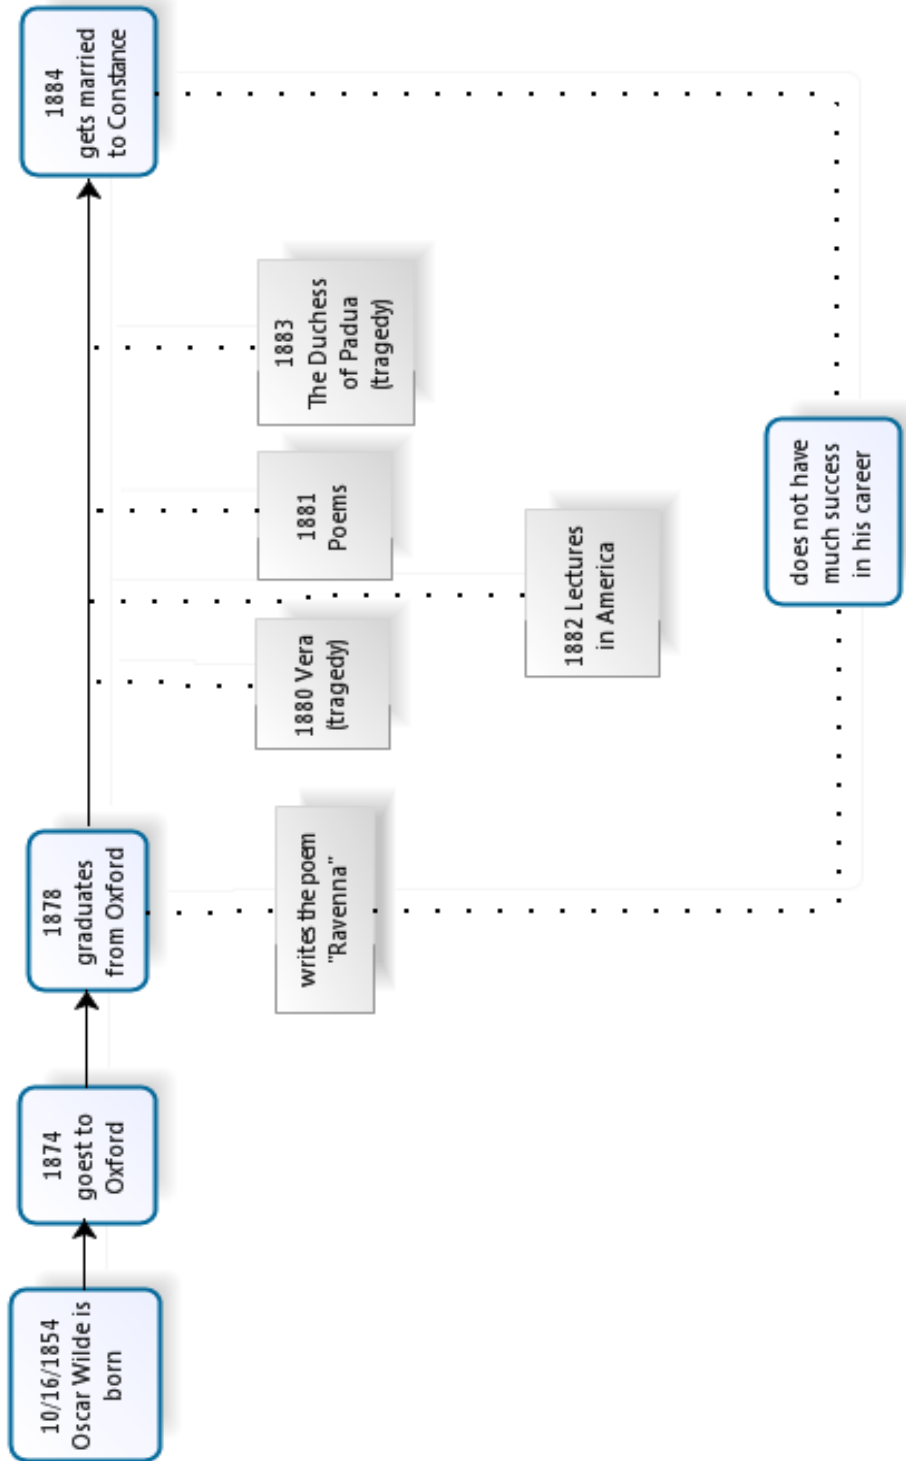 10/16/1854
Oscar Wilde is
born
1874
goest to
Oxford
1878
graduates
from Oxford
1884
gets married
to Constance
writes the poem
"Ravenna"
1880 Vera
(tragedy)
1881
Poems
1883
The Duchess
of Padua
(tragedy)
1882 Lectures
in America
does not have
much success
in his career